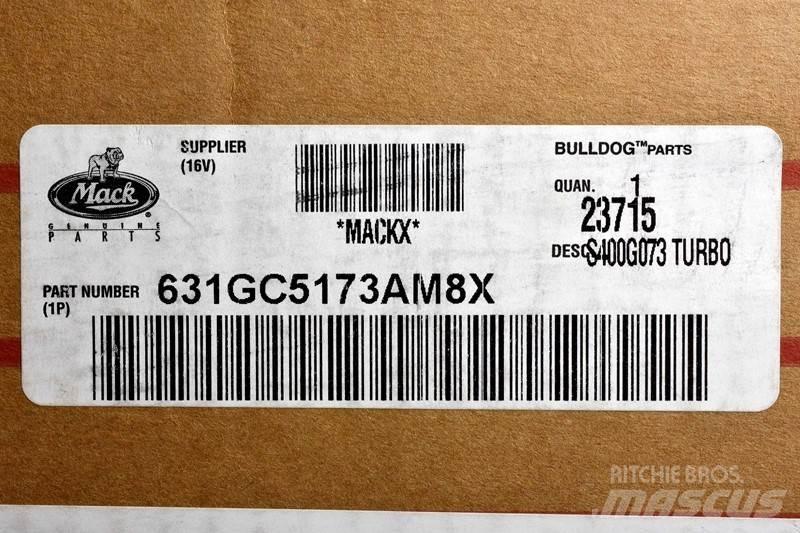 Mack
®
GENUINE
PARTS
SUPPLIER
(16V)
*MACKX*
BULLDOG™PARTS
QUAN. 1
23715
DESC. S400G073 TURBO
PART NUMBER 631GC5173AM8X
(1P)
RITCHIE BROS.
MASCUS